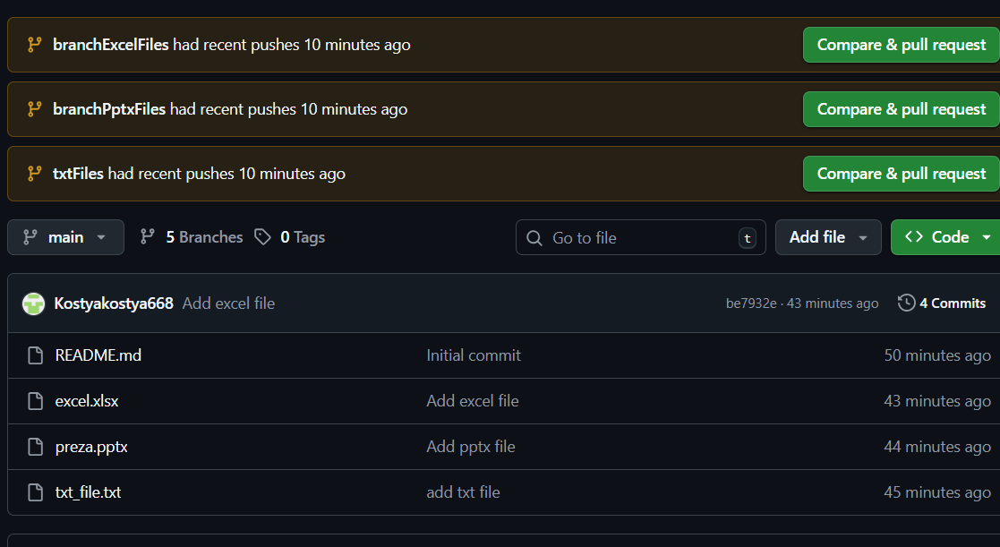 branchExcelFiles had recent pushes 10 minutes ago Compare & pull request
branchPptxFiles had recent pushes 10 minutes ago Compare & pull request
txtFiles had recent pushes 10 minutes ago Compare & pull request
main 5 Branches 0 Tags Go to file t Add file <> Code
Kostyakostya668 Add excel file be7932e · 43 minutes ago 4 Commits
README.md Initial commit 50 minutes ago
excel.xlsx Add excel file 43 minutes ago
preza.pptx Add pptx file 44 minutes ago
txt_file.txt add txt file 45 minutes ago